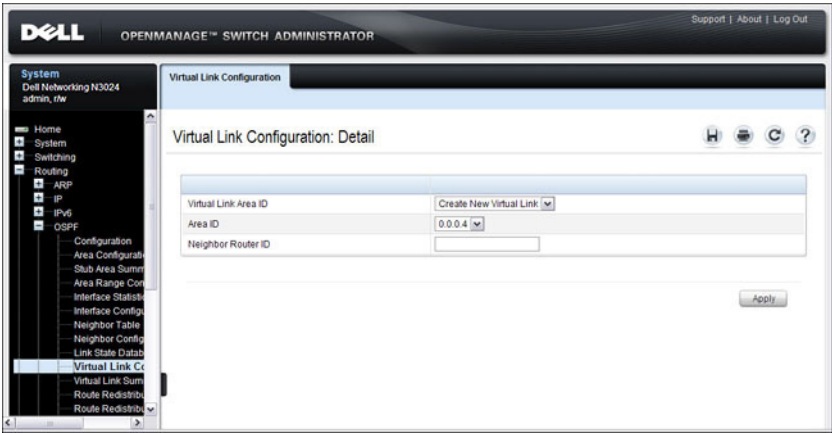 Support | About | Log Out
DELL OPENMANAGE™ SWITCH ADMINISTRATOR
System
Dell Networking N3024
admin, r/w
Home
System
Switching
Routing
ARP
IP
IPv6
OSPF
Configuration
Area Configurati
Stub Area Summ
Area Range Con
Interface Statistic
Interface Configu
Neighbor Table
Neighbor Config
Link State Datab
Virtual Link Co
Virtual Link Sum
Route Redistribu
Route Redistribu
Virtual Link Configuration
Virtual Link Configuration: Detail
Virtual Link Area ID Create New Virtual Link
Area ID 0.0.0.4
Neighbor Router ID
Apply